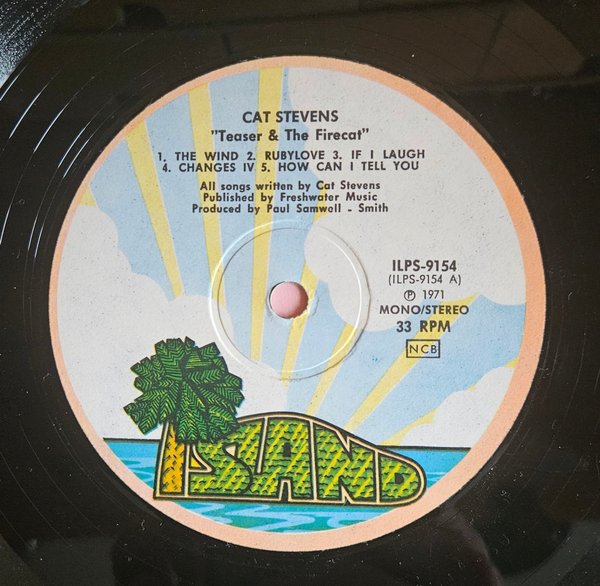 CAT STEVENS
"Teaser & The Firecat"
1. THE WIND 2. RUBYLOVE 3. IF I LAUGH
4. CHANGES IV 5. HOW CAN I TELL YOU
All songs written by Cat Stevens
Published by Freshwater Music
Produced by Paul Samwell - Smith
ILPS-9154
(ILPS-9154 A)
Ⓟ 1971
MONO/STEREO
33 RPM
NCB
ISLAND